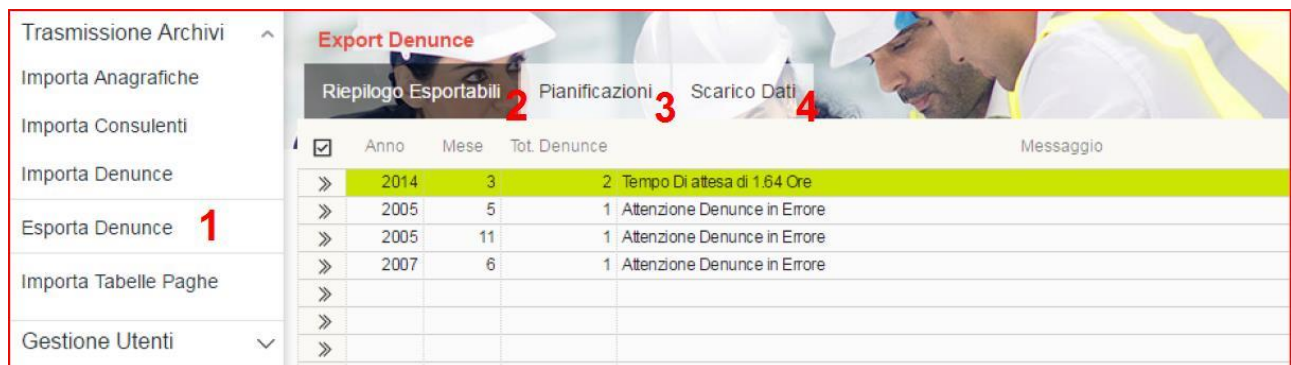 Trasmissione Archivi
Importa Anagrafiche
Importa Consulenti
Importa Denunce
Esporta Denunce 1
Importa Tabelle Paghe
Gestione Utenti
Export Denunce
Riepilogo Esportabili 2 Pianificazioni 3 Scarico Dati 4
Anno Mese Tot. Denunce Messaggio
2014 3 2 Tempo Di attesa di 1.64 Ore
2005 5 1 Attenzione Denunce in Errore
2005 11 1 Attenzione Denunce in Errore
2007 6 1 Attenzione Denunce in Errore